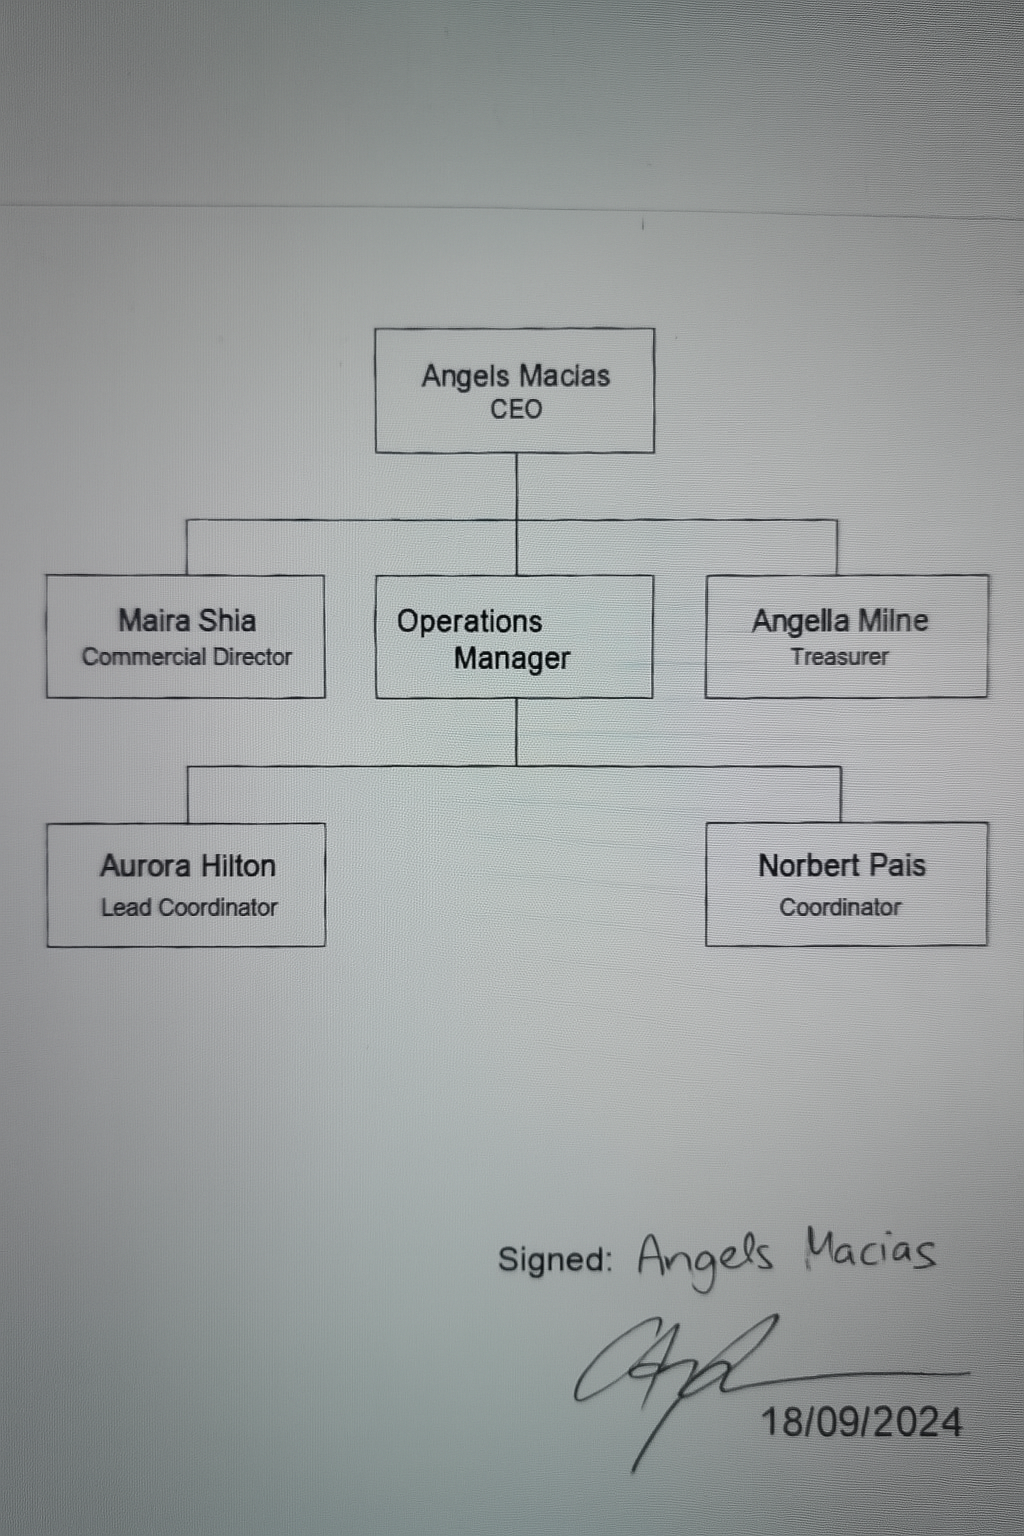 Angels Macias
CEO
Maira Shia
Commercial Director
Operations
Manager
Angella Milne
Treasurer
Aurora Hilton
Lead Coordinator
Norbert Pais
Coordinator
Signed: Angels Macias
18/09/2024